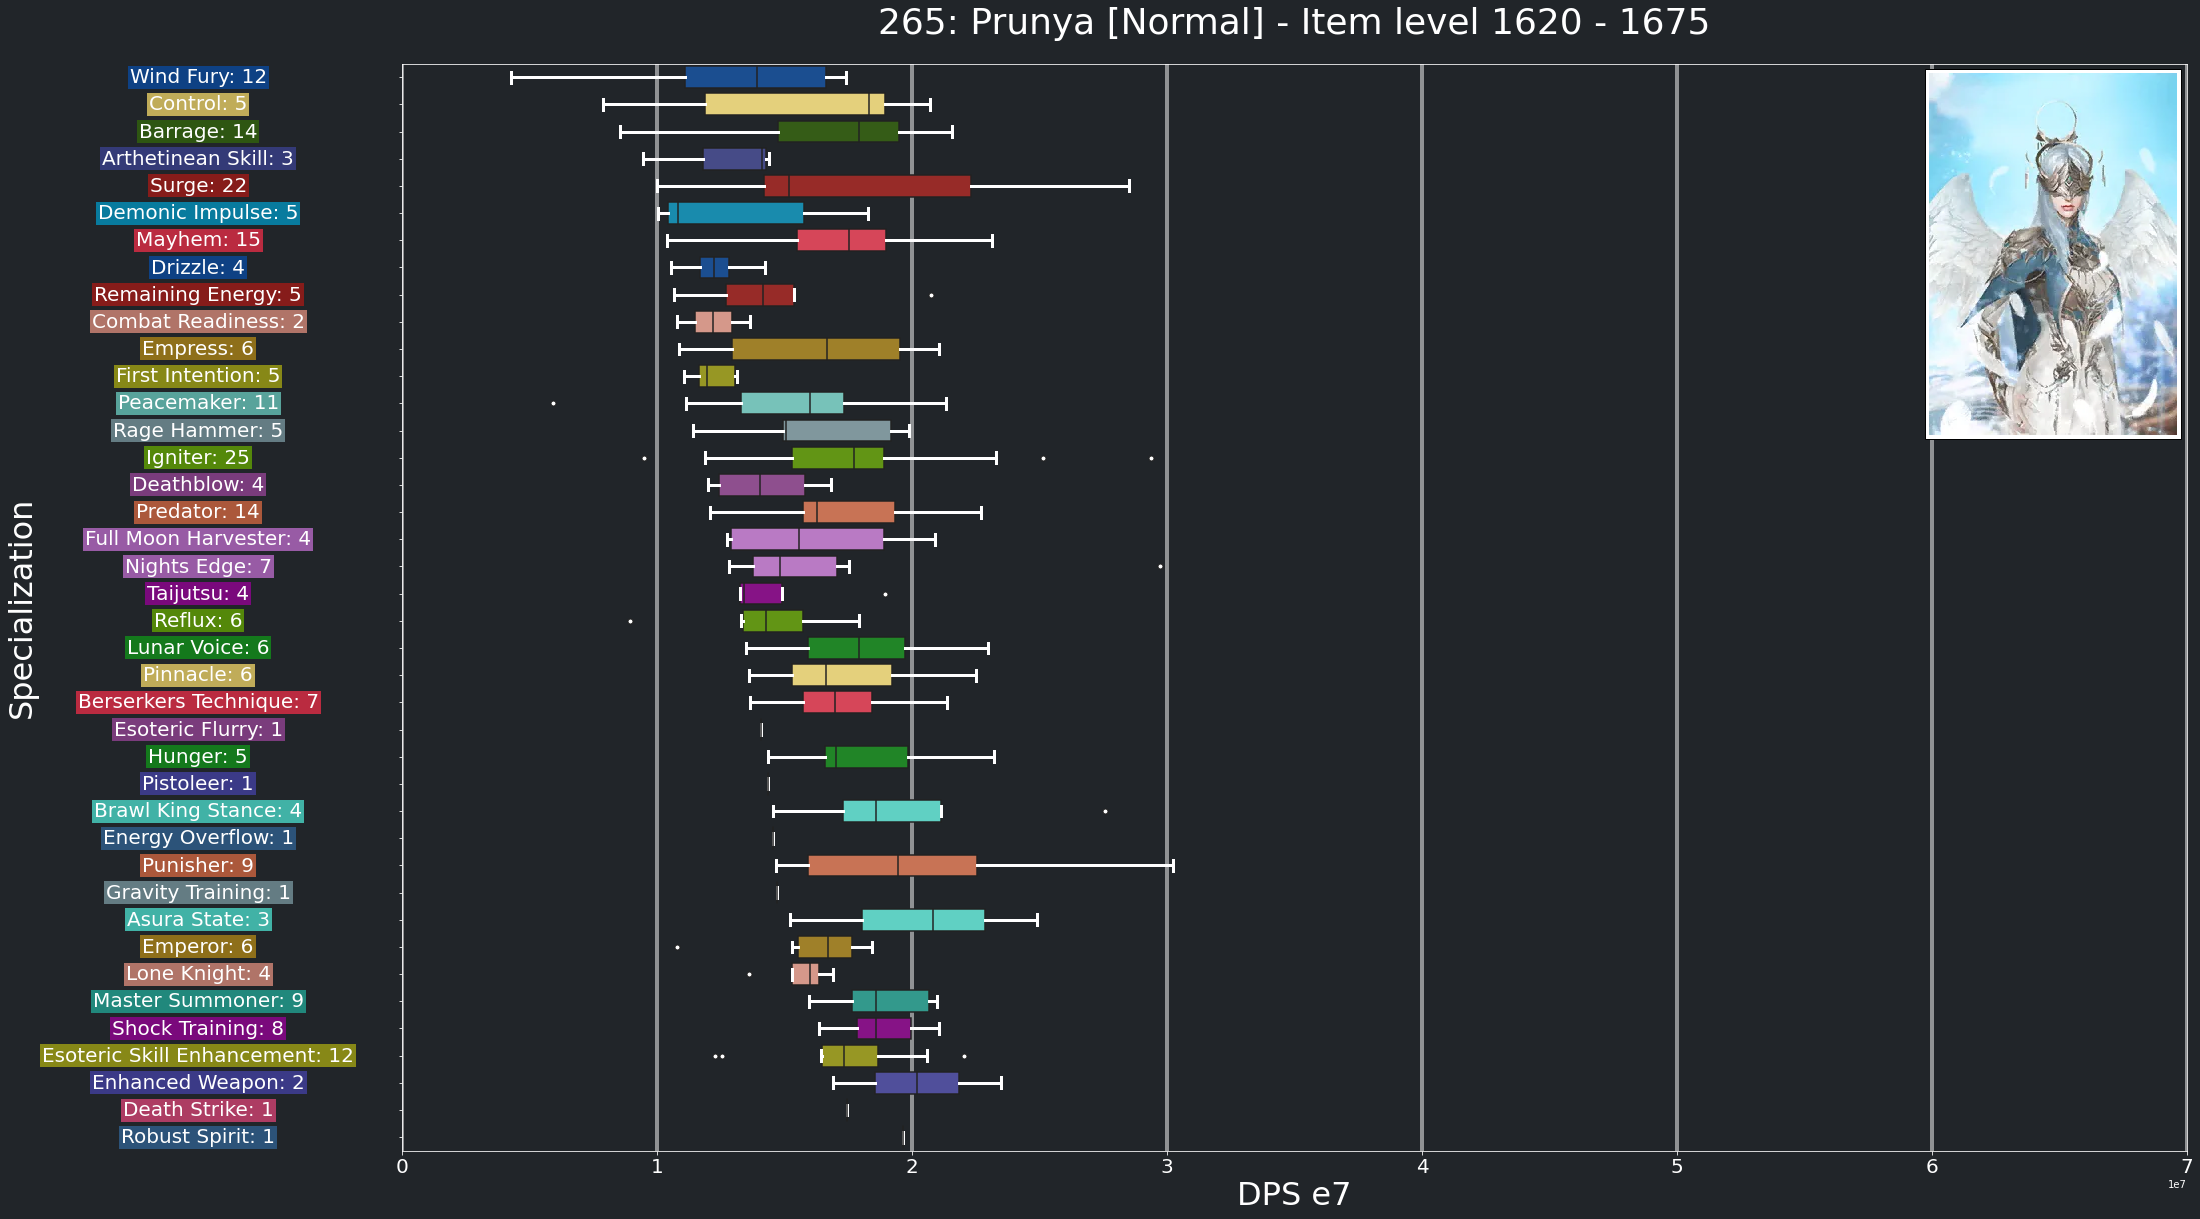 265: Prunya [Normal] - Item level 1620 - 1675
Specialization
Wind Fury: 12
Control: 5
Barrage: 14
Arthetinean Skill: 3
Surge: 22
Demonic Impulse: 5
Mayhem: 15
Drizzle: 4
Remaining Energy: 5
Combat Readiness: 2
Empress: 6
First Intention: 5
Peacemaker: 11
Rage Hammer: 5
Igniter: 25
Deathblow: 4
Predator: 14
Full Moon Harvester: 4
Nights Edge: 7
Taijutsu: 4
Reflux: 6
Lunar Voice: 6
Pinnacle: 6
Berserkers Technique: 7
Esoteric Flurry: 1
Hunger: 5
Pistoleer: 1
Brawl King Stance: 4
Energy Overflow: 1
Punisher: 9
Gravity Training: 1
Asura State: 3
Emperor: 6
Lone Knight: 4
Master Summoner: 9
Shock Training: 8
Esoteric Skill Enhancement: 12
Enhanced Weapon: 2
Death Strike: 1
Robust Spirit: 1
0 1 2 3 4 5 6 7
1e7
DPS e7